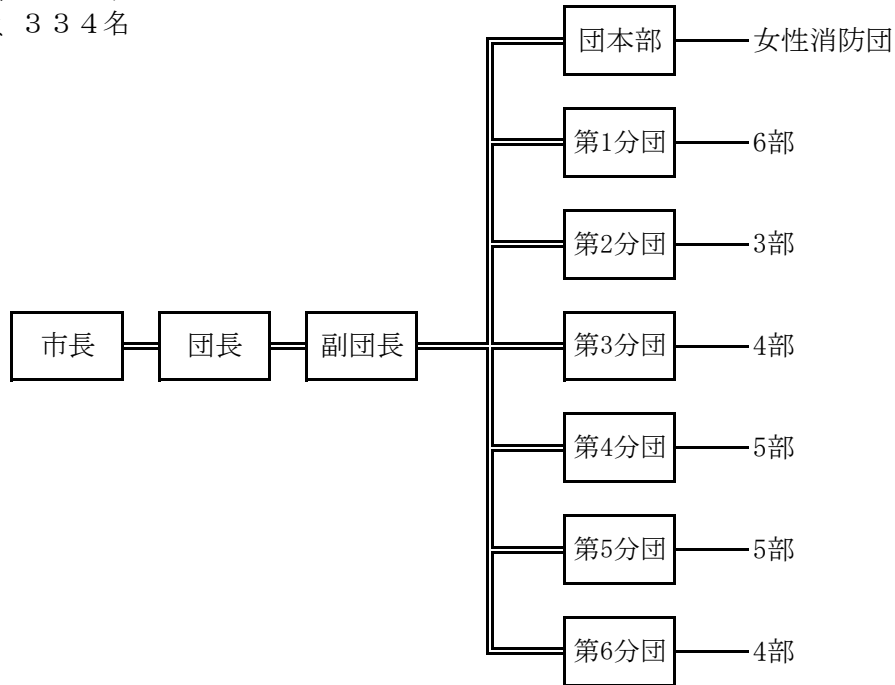 、334名
団本部 女性消防団
第1分団 6部
第2分団 3部
市長 団長 副団長 第3分団 4部
第4分団 5部
第5分団 5部
第6分団 4部